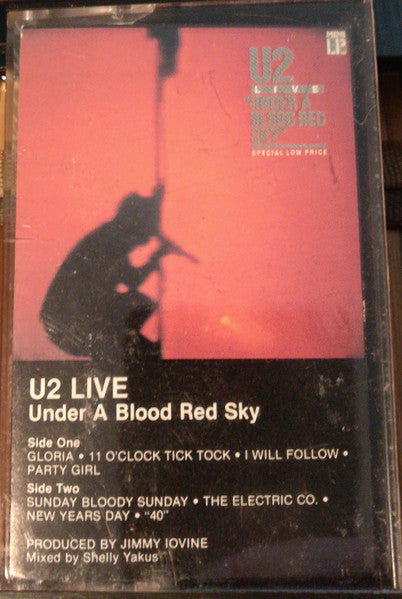 MINI
LP
U2
LIVE
"UNDER A
BLOOD RED
SKY"
SPECIAL LOW PRICE
U2 LIVE
Under A Blood Red Sky
Side One
GLORIA • 11 O'CLOCK TICK TOCK • I WILL FOLLOW •
PARTY GIRL
Side Two
SUNDAY BLOODY SUNDAY • THE ELECTRIC CO. •
NEW YEARS DAY • "40"
PRODUCED BY JIMMY IOVINE
Mixed by Shelly Yakus